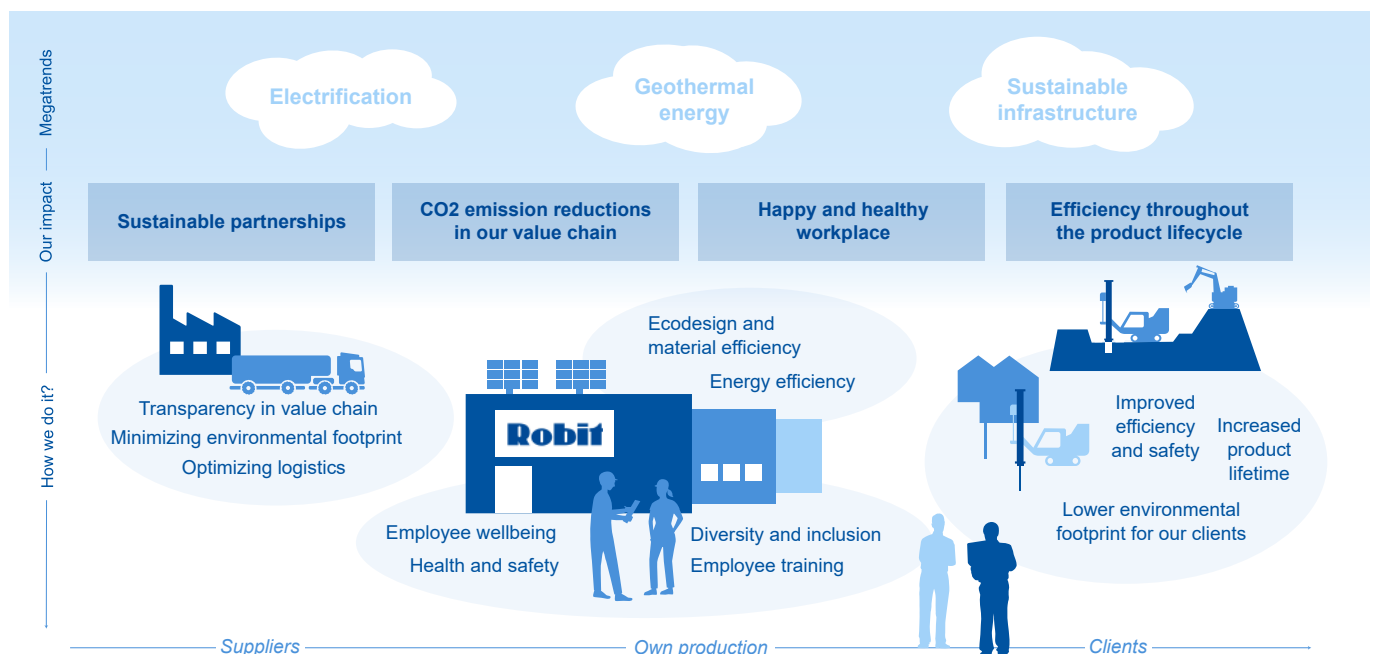 Megatrends
Electrification
Geothermal
energy
Sustainable
infrastructure
Our impact
Sustainable partnerships
CO2 emission reductions
in our value chain
Happy and healthy
workplace
Efficiency throughout
the product lifecycle
How we do it?
Transparency in value chain
Minimizing environmental footprint
Optimizing logistics
Ecodesign and
material efficiency
Energy efficiency
Robit
Employee wellbeing
Health and safety
Diversity and inclusion
Employee training
Improved
efficiency
and safety
Increased
product
lifetime
Lower environmental
footprint for our clients
Suppliers
Own production
Clients